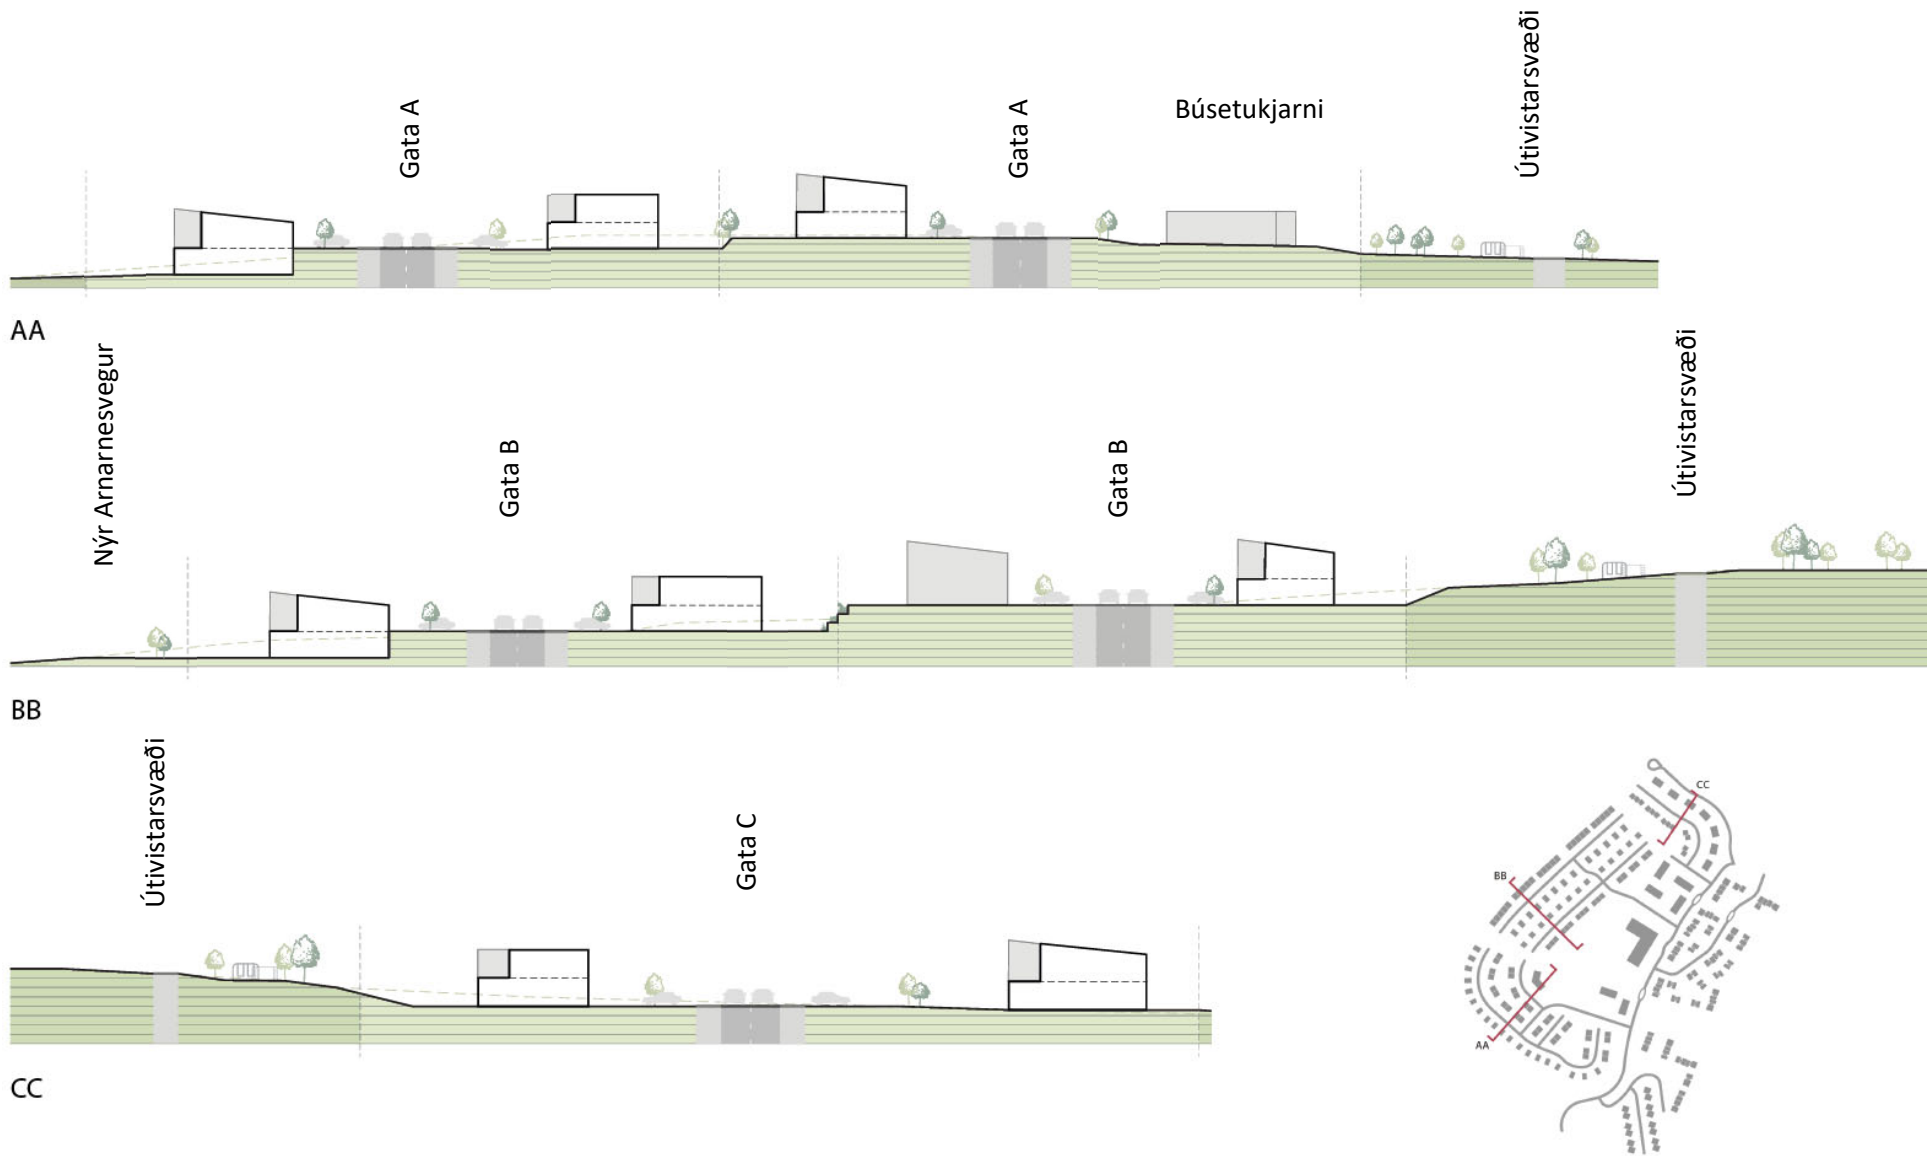 Gata A
Gata A
Búsetukjarni
Útivistarsvæði
AA
Nýr Arnarnesvegur
Gata B
Gata B
Útivistarsvæði
BB
Útivistarsvæði
Gata C
CC
CC
BB
AA